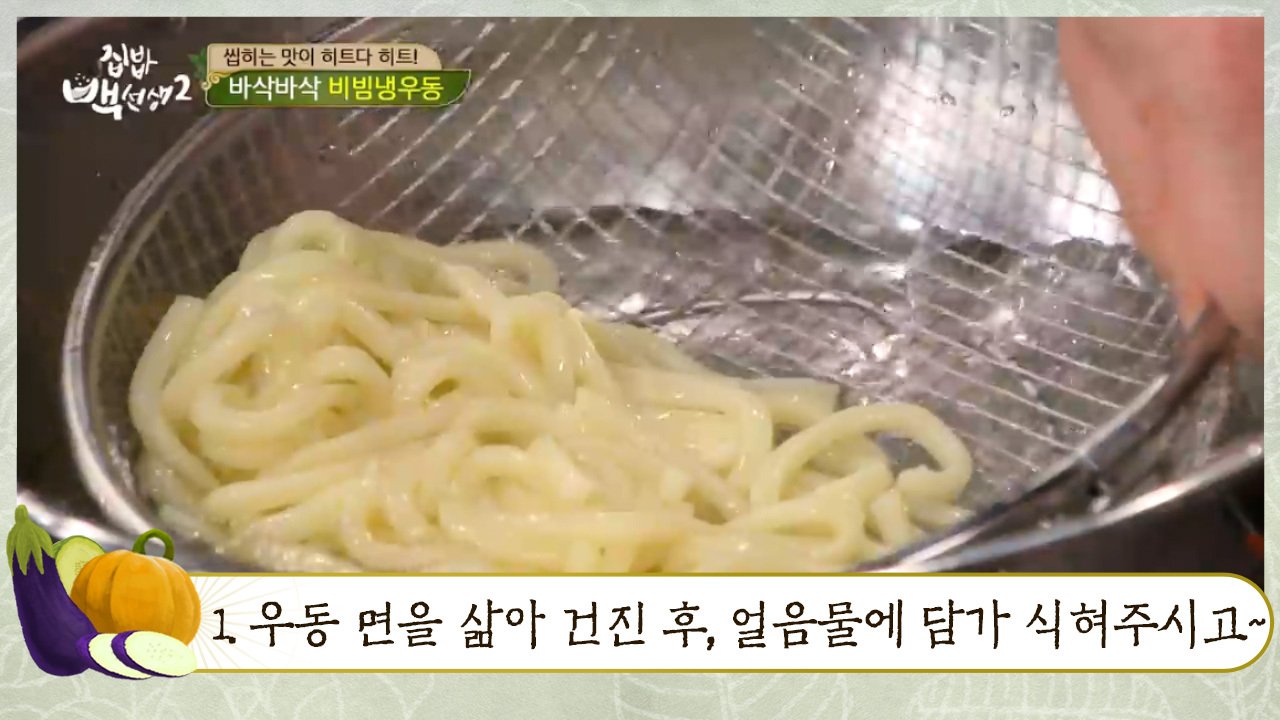 집밥
백선생2
씹히는 맛이 히트다 히트!
바삭바삭 비빔냉우동
1. 우동 면을 삶아 건진 후, 얼음물에 담가 식혀주시고~